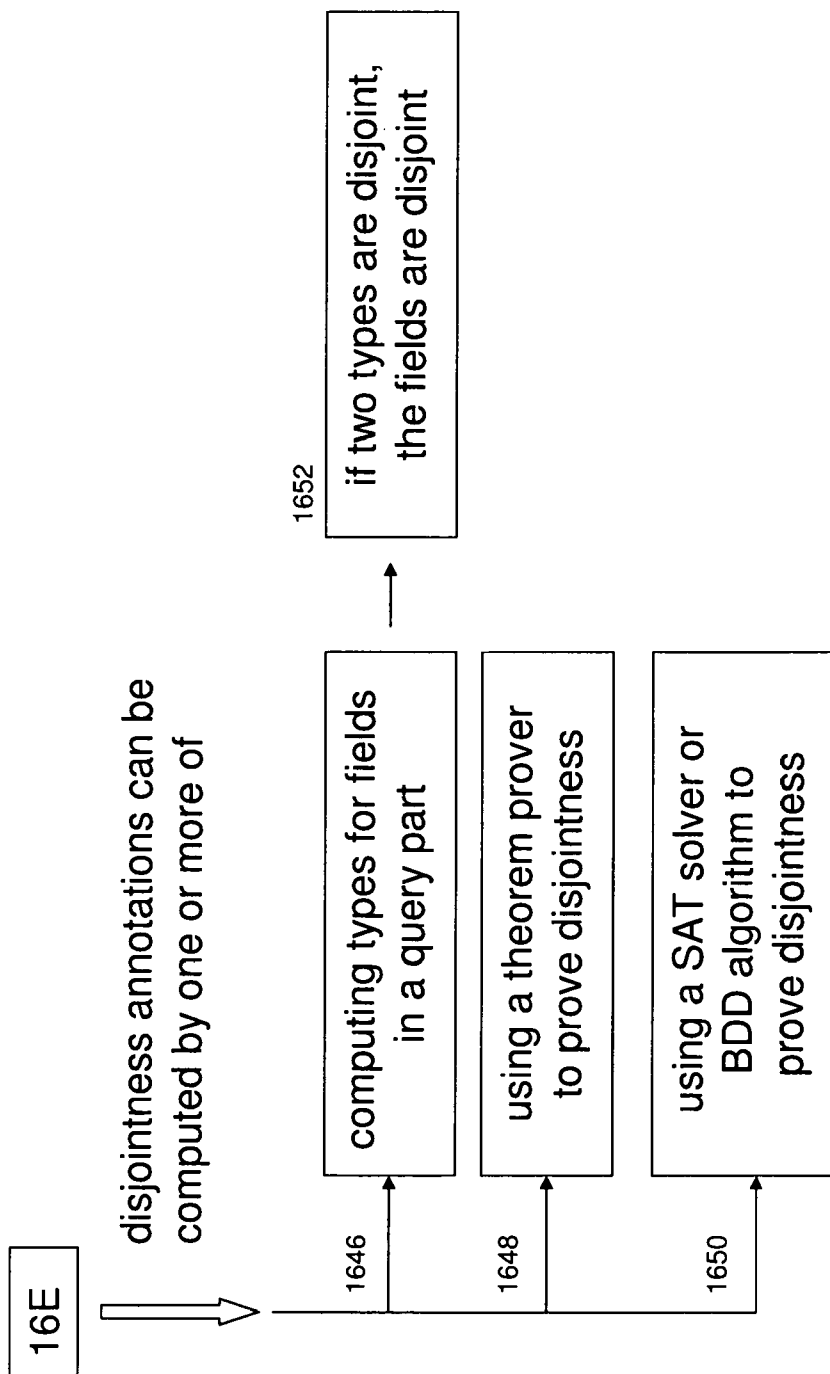 16E
disjointness annotations can be
computed by one or more of
1646
computing types for fields
in a query part
1652
if two types are disjoint,
the fields are disjoint
1648
using a theorem prover
to prove disjointness
1650
using a SAT solver or
BDD algorithm to
prove disjointness